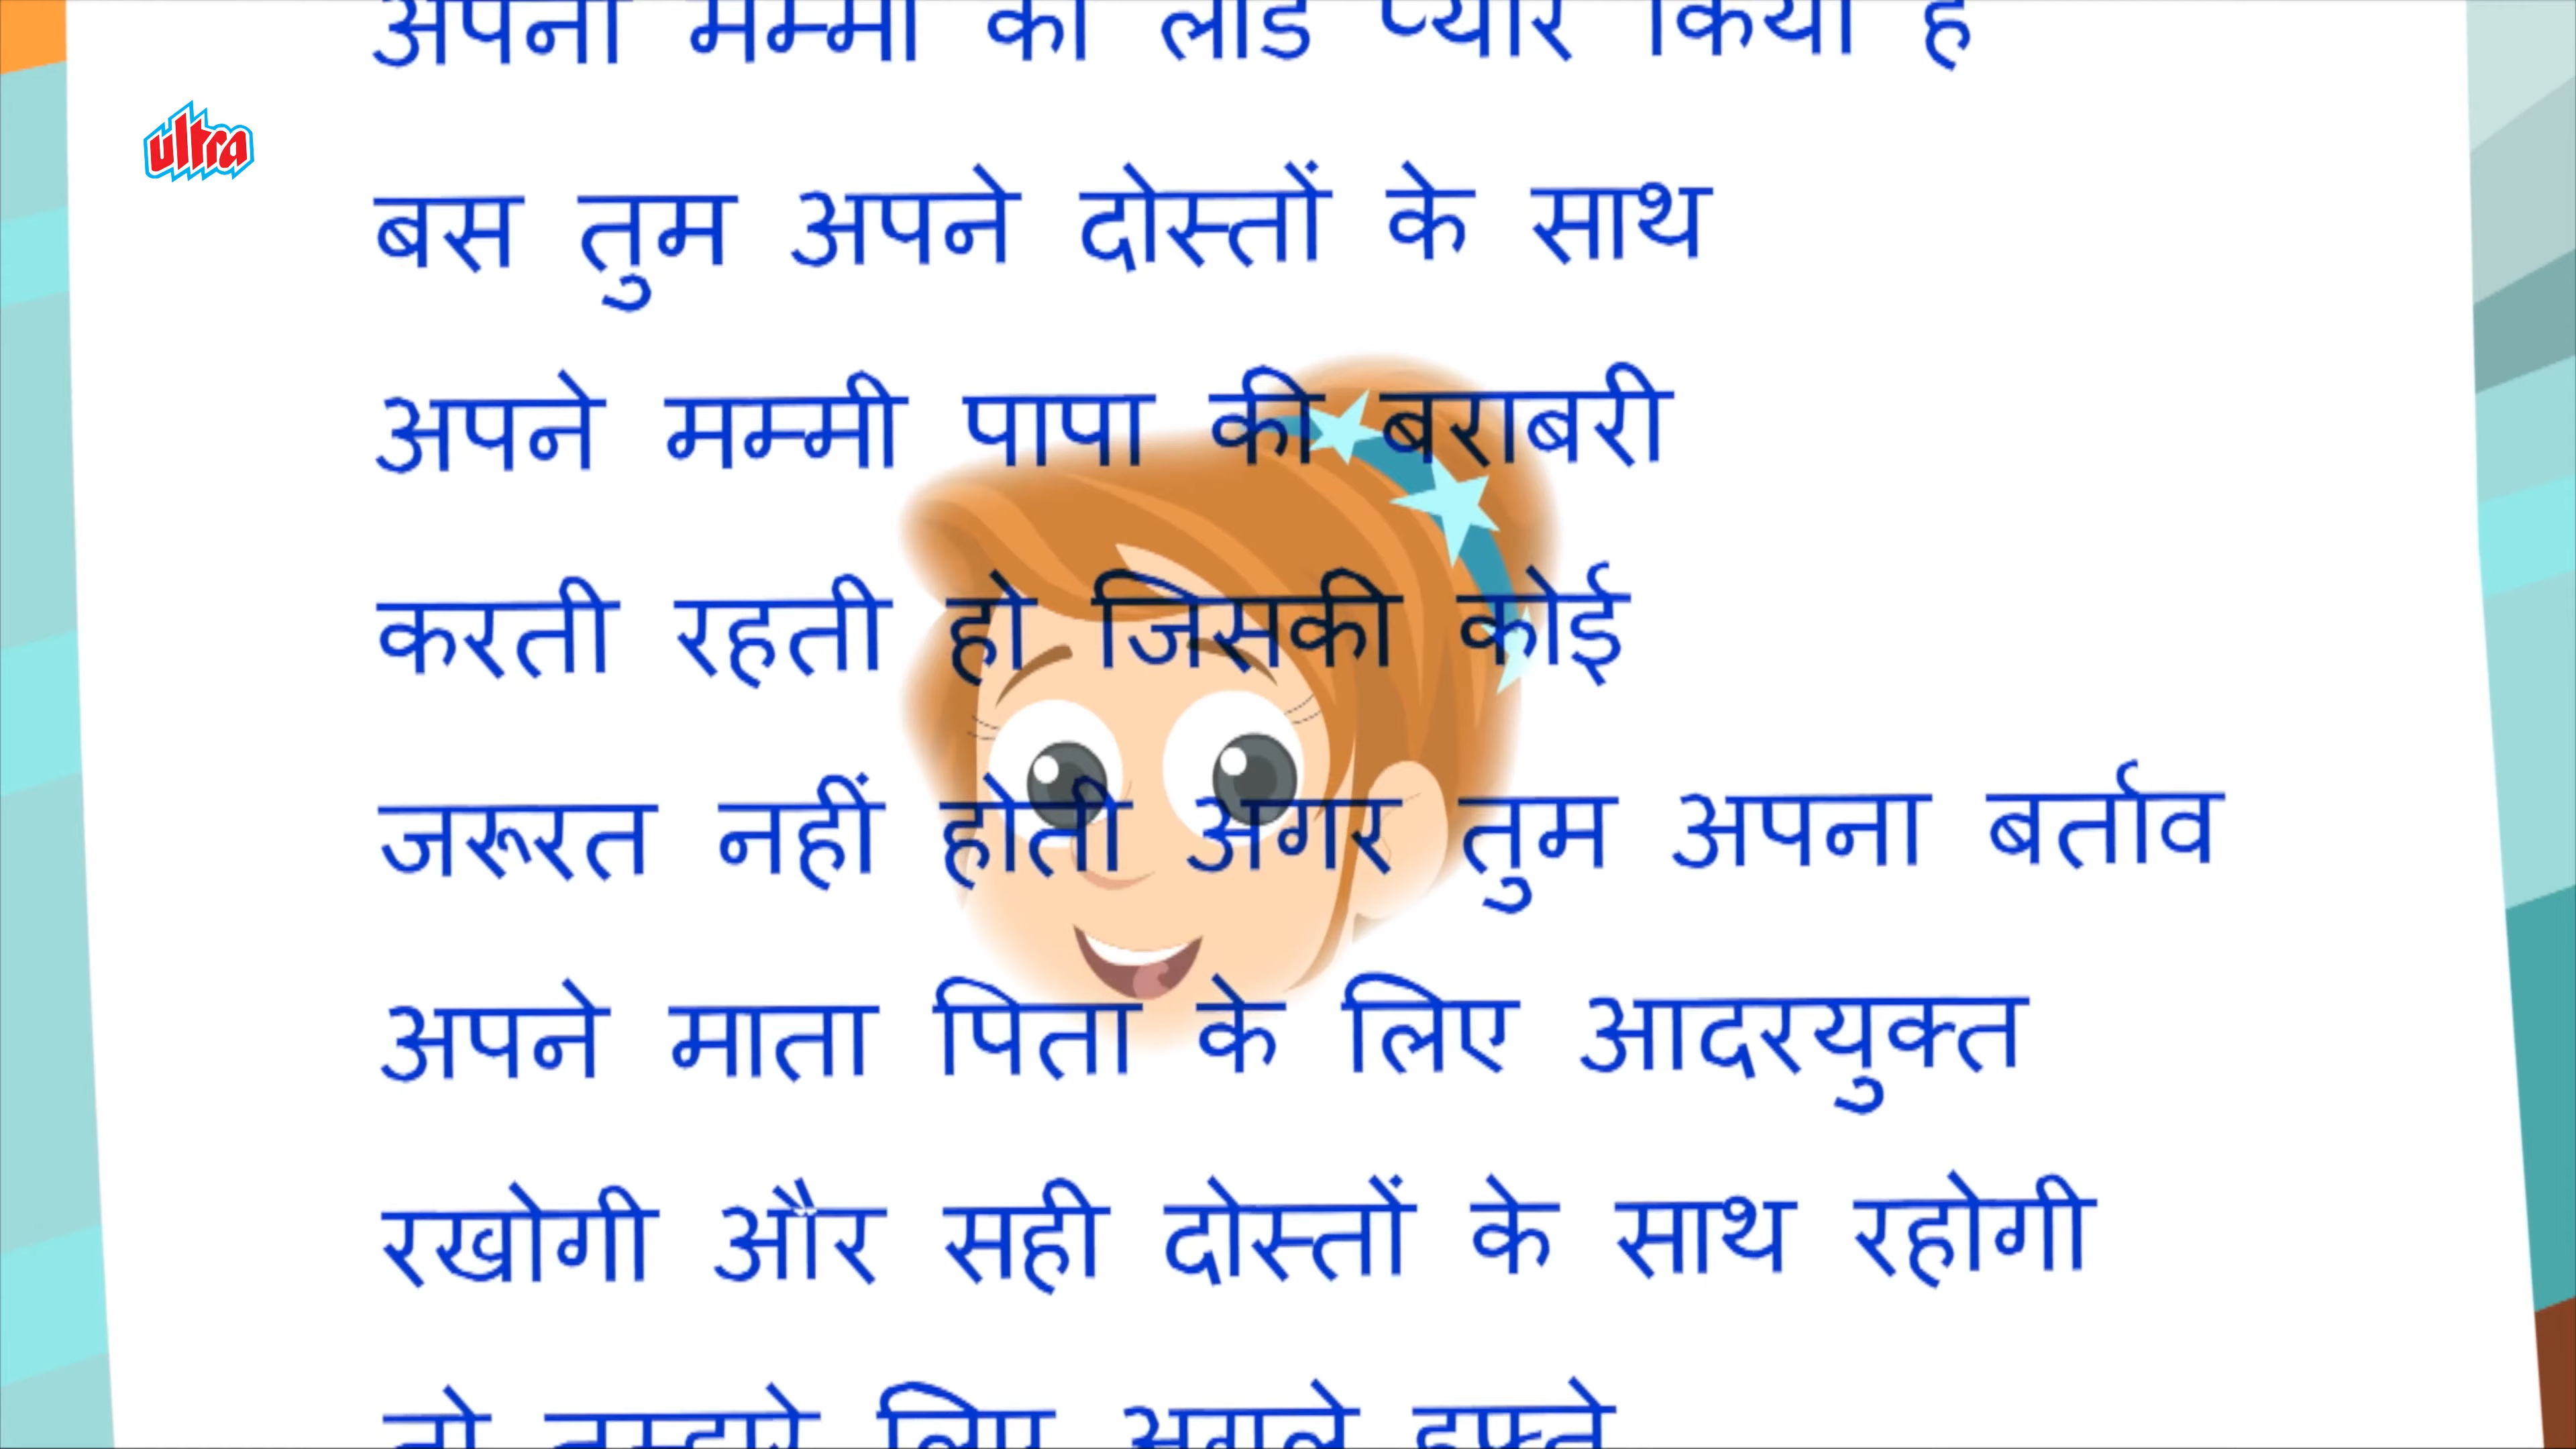 ultra
बस तुम अपने दोस्तों के साथ
अपने मम्मी पापा की बराबरी
करती रहती हो जिसकी कोई
जरूरत नहीं होती अगर तुम अपना बर्ताव
अपने माता पिता के लिए आदरयुक्त
रखोगी और सही दोस्तों के साथ रहोगी